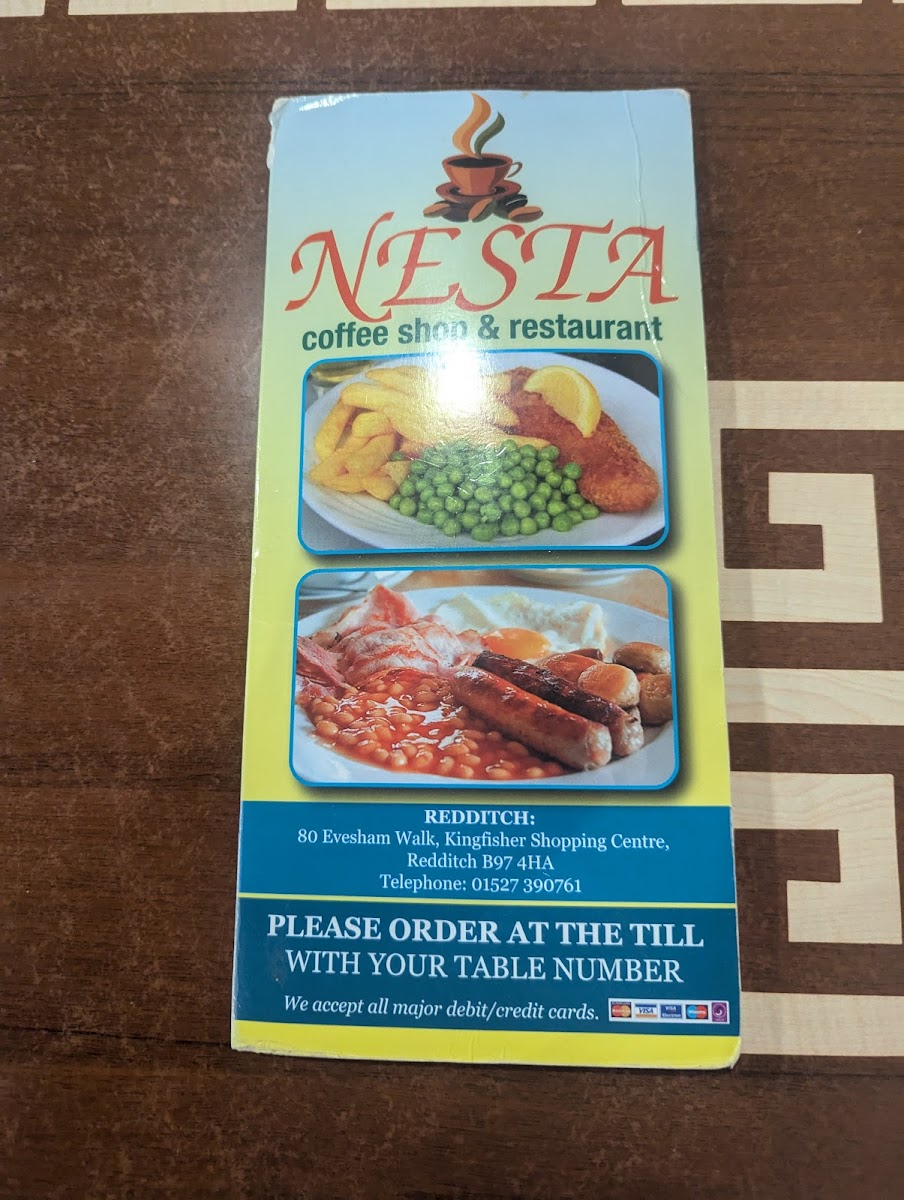 NESTA
coffee shop & restaurant
REDDITCH:
80 Evesham Walk, Kingfisher Shopping Centre,
Redditch B97 4HA
Telephone: 01527 390761
PLEASE ORDER AT THE TILL
WITH YOUR TABLE NUMBER
We accept all major debit/credit cards.
VISA